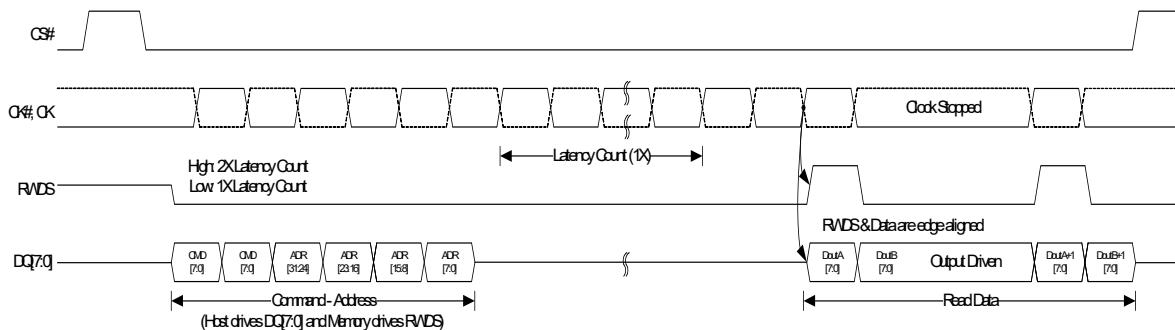 CS#
CK#, CK
Clock Stopped
Latency Count (1X)
High: 2X Latency Count
Low: 1X Latency Count
RWDS
RWDS & Data are edge aligned
DQ[7:0]
CMD [7:0]
CMD [7:0]
ADR [31:24]
ADR [23:16]
ADR [15:8]
ADR [7:0]
DoutA [7:0]
DoutB [7:0]
Output Driven
DoutA+1 [7:0]
DoutB+1 [7:0]
Command - Address
Read Data
(Host drives DQ[7:0] and Memory drives RWDS)